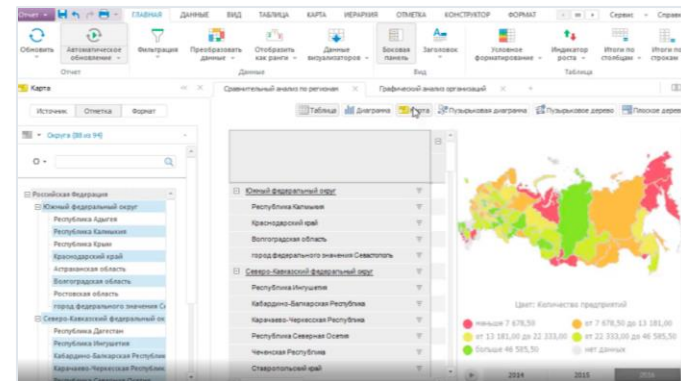 Отчет
ГЛАВНАЯ ДАННЫЕ ВИД ТАБЛИЦА КАРТА ИЕРАРХИЯ ОТМЕТКА КОНСТРУКТОР ФОРМАТ Сервис Справка
Обновить Автоматическое обновление Фильтрация Преобразовать данные Отобразить как ранги Данные визуализаторов Боковая панель Заголовок Условное форматирование Индикатор роста Итоги по столбцам Итоги по строкам
Отчет Данные Вид Таблица
Карта Сравнительный анализ по регионам Графический анализ организаций
Источник Отметка Формат Таблица Диаграмма Карта Пузырьковая диаграмма Пузырьковое дерево Плоское дерево
Округа (88 из 94)
Российская Федерация
Южный федеральный округ
Республика Адыгея
Республика Калмыкия
Республика Крым
Краснодарский край
Астраханская область
Волгоградская область
Ростовская область
город федерального значения Се
Северо-Кавказский федеральный ок
Республика Дагестан
Республика Ингушетия
Кабардино-Балкарская Республик
Карачаево-Черкесская Республик
Южный федеральный округ
Республика Калмыкия
Краснодарский край
Волгоградская область
город федерального значения Севастополь
Северо-Кавказский федеральный округ
Республика Ингушетия
Кабардино-Балкарская Республика
Карачаево-Черкесская Республика
Республика Северная Осетия
Чеченская Республика
Ставропольский край
Цвет: Количество предприятий
меньше 7 678,50 от 7 678,50 до 13 181,00
от 13 181,00 до 22 333,00 от 22 333,00 до 46 585,50
больше 46 585,50 нет данных
2014 2015 2016